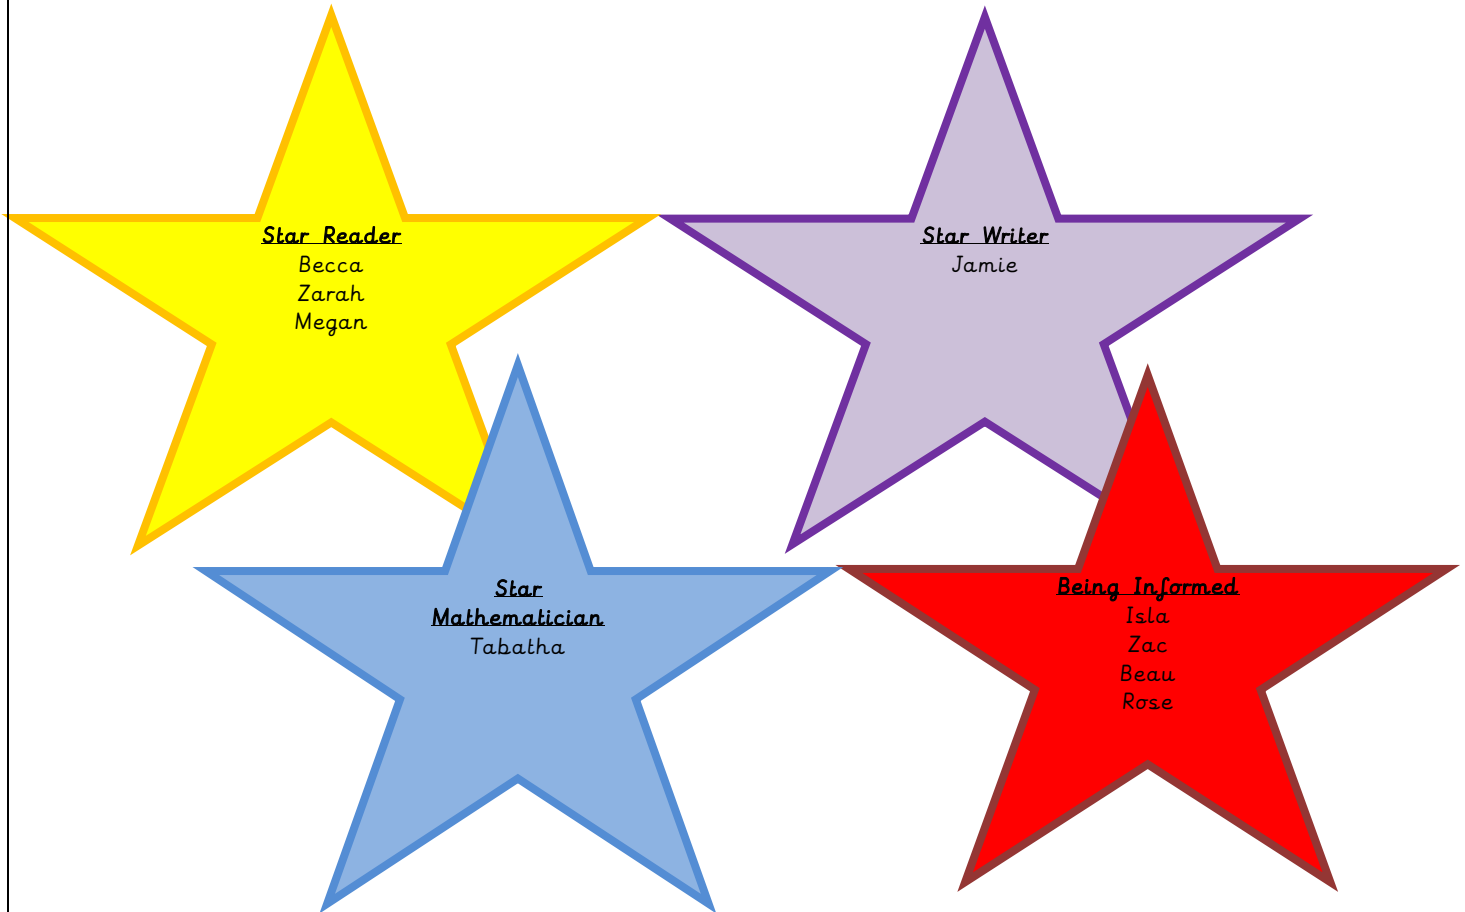 Star Reader
Becca
Zarah
Megan
Star Writer
Jamie
Star
Mathematician
Tabatha
Being Informed
Isla
Zac
Beau
Rose